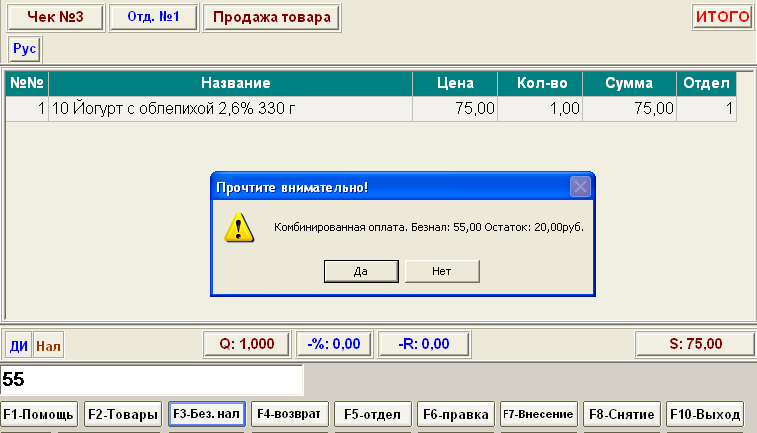 Чек №3 Отд. №1 Продажа товара ИТОГО
Рус
№№ Название Цена Кол-во Сумма Отдел
1 10 Йогурт с облепихой 2,6% 330 г 75,00 1,00 75,00 1
Прочтите внимательно!
Комбинированная оплата. Безнал: 55,00 Остаток: 20,00руб.
Да Нет
ДИ Нал Q: 1,000 -%: 0,00 -R: 0,00 S: 75,00
55
F1-Помощь F2-Товары F3-Без. нал F4-возврат F5-отдел F6-правка F7-Внесение F8-Снятие F10-Выход